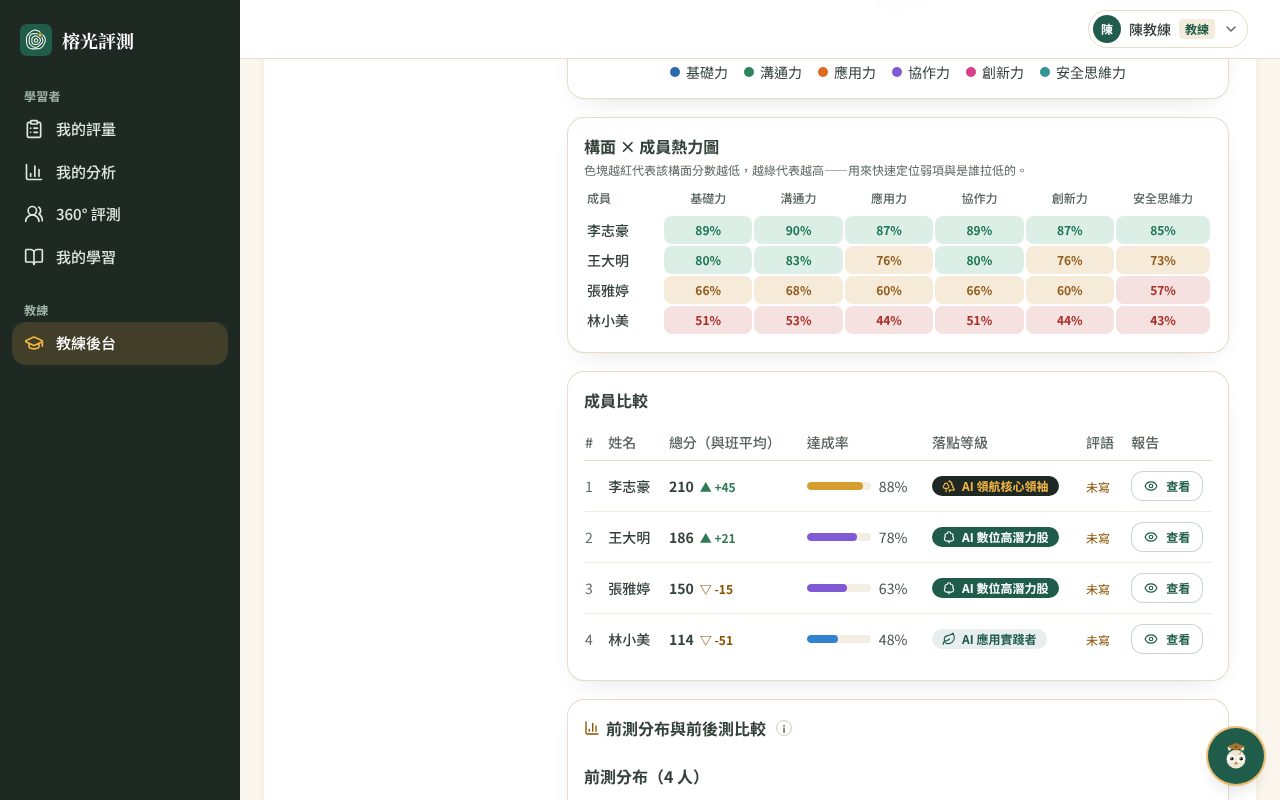 榕光評測
陳 陳教練 教練
學習者
我的評量
我的分析
360° 評測
我的學習
教練
教練後台
基礎力 溝通力 應用力 協作力 創新力 安全思維力
構面 × 成員熱力圖
色塊越紅代表該構面分數越低，越綠代表越高——用來快速定位弱項與是誰拉低的。
成員 基礎力 溝通力 應用力 協作力 創新力 安全思維力
李志豪 89% 90% 87% 89% 87% 85%
王大明 80% 83% 76% 80% 76% 73%
張雅婷 66% 68% 60% 66% 60% 57%
林小美 51% 53% 44% 51% 44% 43%
成員比較
# 姓名 總分（與班平均） 達成率 落點等級 評語 報告
1 李志豪 210 ▲ +45 88% AI 領航核心領袖 未寫 查看
2 王大明 186 ▲ +21 78% AI 數位高潛力股 未寫 查看
3 張雅婷 150 ▽ -15 63% AI 數位高潛力股 未寫 查看
4 林小美 114 ▽ -51 48% AI 應用實踐者 未寫 查看
前測分布與前後測比較 i
前測分布（4 人）